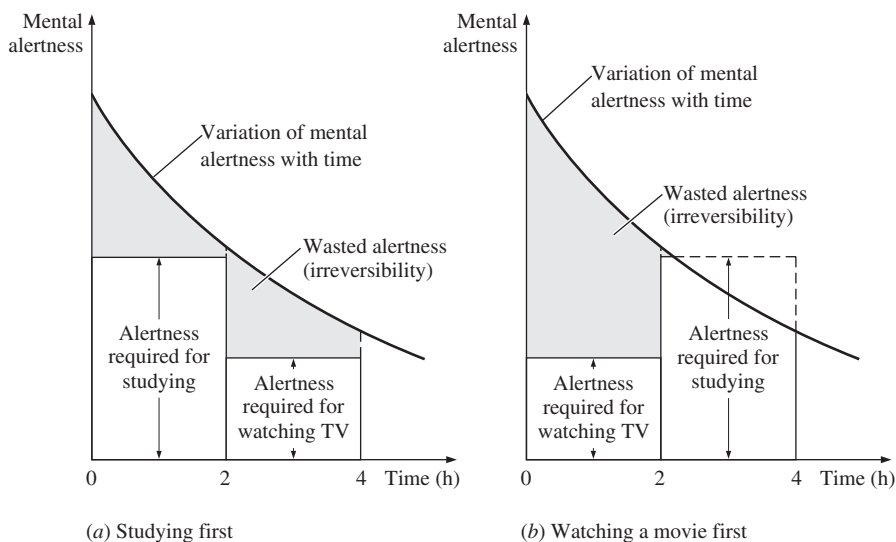 Mental
alertness
Variation of mental
alertness with time
Wasted alertness
(irreversibility)
Alertness
required for
studying
Alertness
required for
watching TV
0
2
4
Time (h)
(a) Studying first
Mental
alertness
Variation of mental
alertness with time
Wasted alertness
(irreversibility)
Alertness
required for
watching TV
Alertness
required for
studying
0
2
4
Time (h)
(b) Watching a movie first